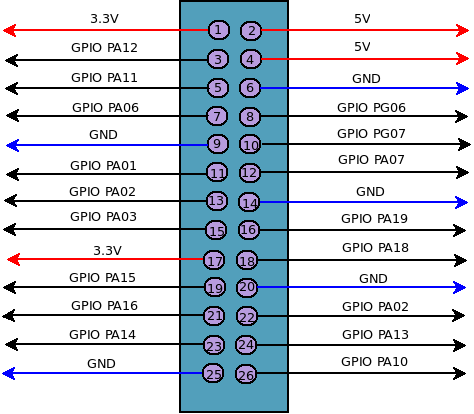 3.3V 1 2 5V
GPIO PA12 3 4 5V
GPIO PA11 5 6 GND
GPIO PA06 7 8 GPIO PG06
GND 9 10 GPIO PG07
GPIO PA01 11 12 GPIO PA07
GPIO PA02 13 14 GND
GPIO PA03 15 16 GPIO PA19
3.3V 17 18 GPIO PA18
GPIO PA15 19 20 GND
GPIO PA16 21 22 GPIO PA02
GPIO PA14 23 24 GPIO PA13
GND 25 26 GPIO PA10